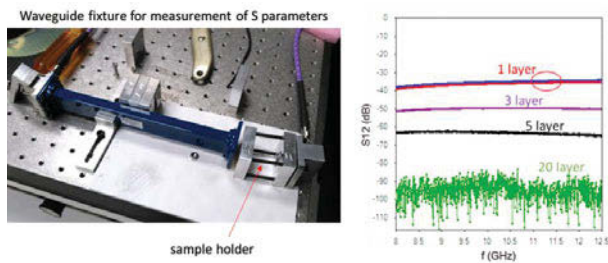 Waveguide fixture for measurement of S parameters
sample holder
S12 (dB)
0
-10
-20
-30
-40
-50
-60
-70
-80
-90
-100
-110
1 layer
3 layer
5 layer
20 layer
8
8.5
9
9.5
10
10.5
11
11.5
12
12.5
f (GHz)